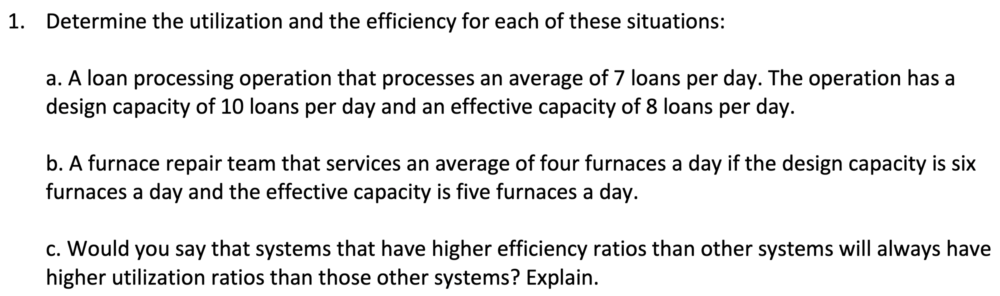 1. Determine the utilization and the efficiency for each of these situations:
a. A loan processing operation that processes an average of 7 loans per day. The operation has a
design capacity of 10 loans per day and an effective capacity of 8 loans per day.
b. A furnace repair team that services an average of four furnaces a day if the design capacity is six
furnaces a day and the effective capacity is five furnaces a day.
c. Would you say that systems that have higher efficiency ratios than other systems will always have
higher utilization ratios than those other systems? Explain.